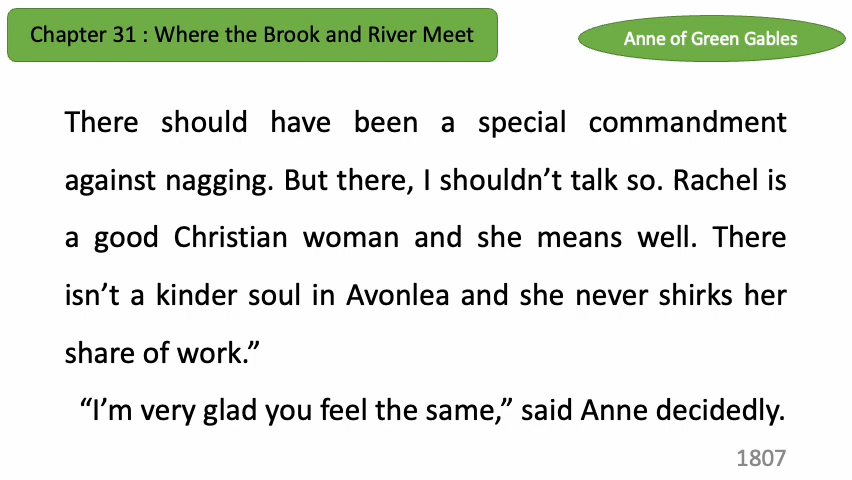 Chapter 31 : Where the Brook and River Meet
Anne of Green Gables
There should have been a special commandment
against nagging. But there, I shouldn’t talk so. Rachel is
a good Christian woman and she means well. There
isn’t a kinder soul in Avonlea and she never shirks her
share of work.”
“I’m very glad you feel the same,” said Anne decidedly.
1807